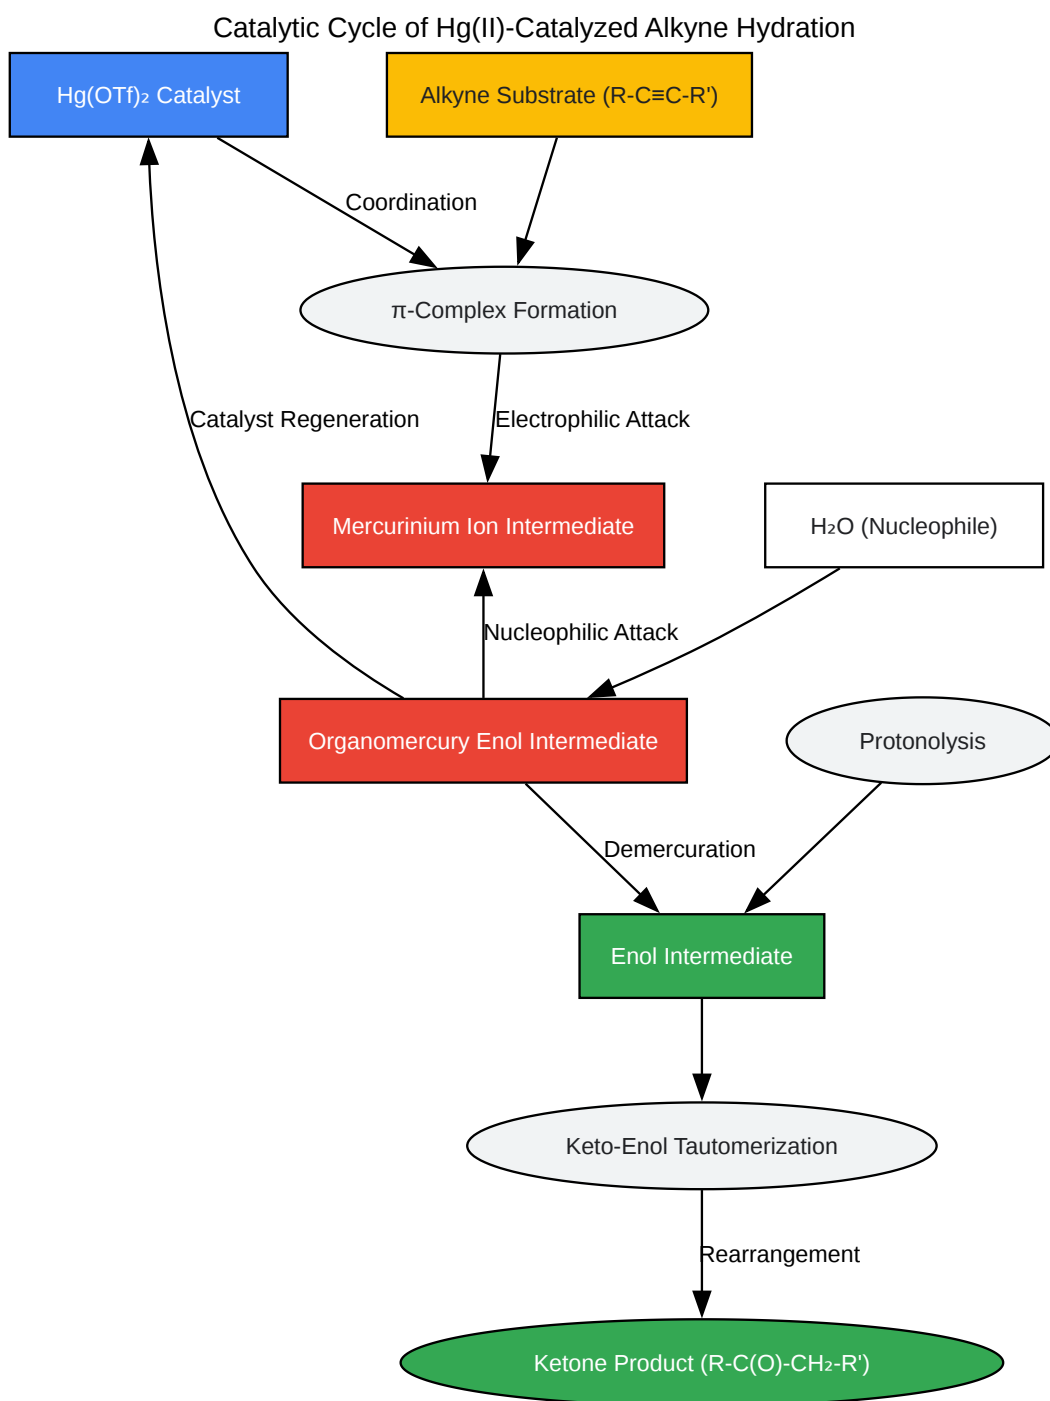 Catalytic Cycle of Hg(II)-Catalyzed Alkyne Hydration
Hg(OTf)₂ Catalyst
Alkyne Substrate (R-C≡C-R')
Coordination
π-Complex Formation
Catalyst Regeneration
Electrophilic Attack
Mercurinium Ion Intermediate
H₂O (Nucleophile)
Nucleophilic Attack
Organomercury Enol Intermediate
Protonolysis
Demercuration
Enol Intermediate
Keto-Enol Tautomerization
Rearrangement
Ketone Product (R-C(O)-CH₂-R')